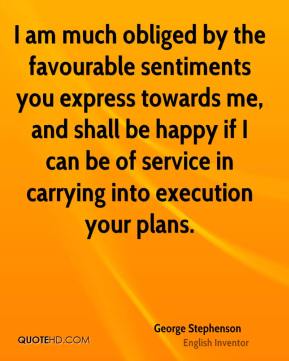 I am much obliged by the
favourable sentiments
you express towards me,
and shall be happy if I
can be of service in
carrying into execution
your plans.
George Stephenson
English Inventor
QUOTEHD.COM